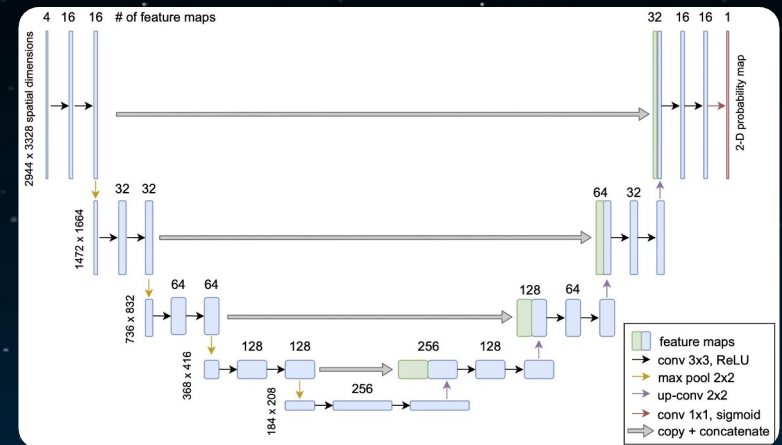 4 16 16 # of feature maps 32 16 16 1
2944 x 3328 spatial dimensions
2-D probability map
32 32 64 32
1472 x 1664
64 64 128 64
736 x 832
128 128 256 128
368 x 416
256
184 x 208
feature maps
conv 3x3, ReLU
max pool 2x2
up-conv 2x2
conv 1x1, sigmoid
copy + concatenate